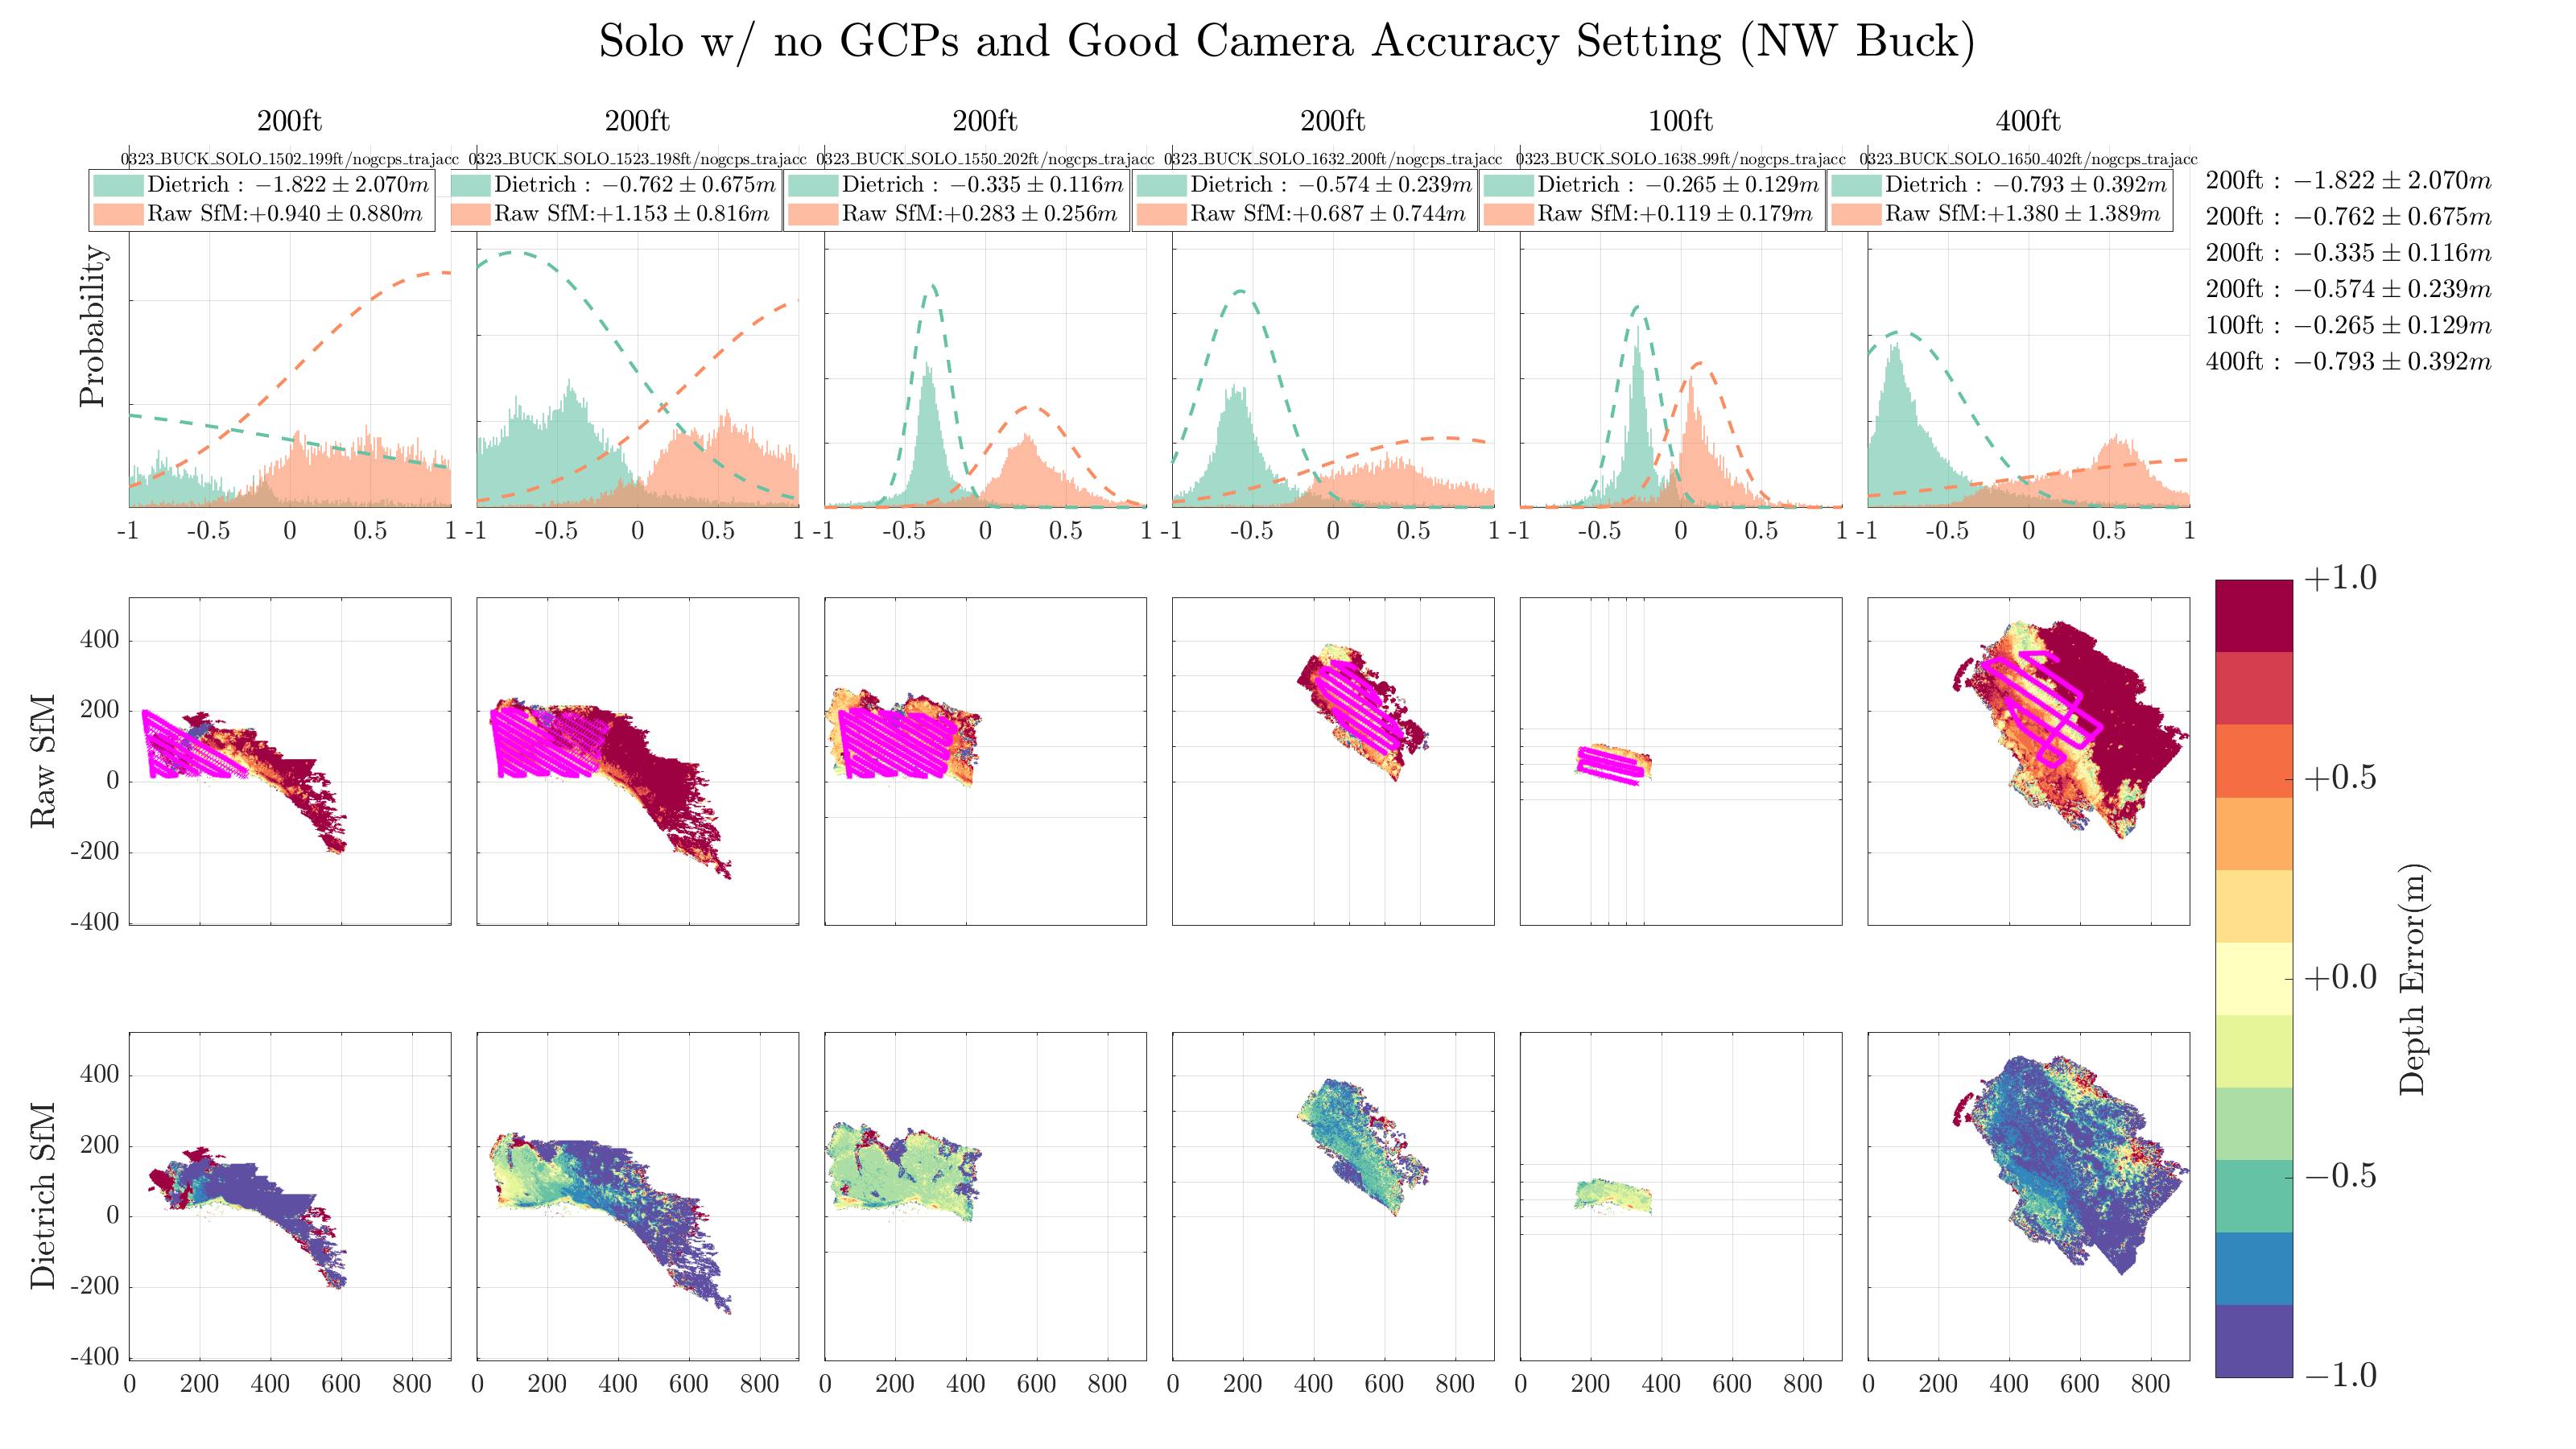 Solo w/ no GCPs and Good Camera Accuracy Setting (NW Buck)
200ft 200ft 200ft 200ft 100ft 400ft
0323_BUCK_SOLO_1502_199ft/nogcps_trajacc 0323_BUCK_SOLO_1523_198ft/nogcps_trajacc 0323_BUCK_SOLO_1550_202ft/nogcps_trajacc 0323_BUCK_SOLO_1632_200ft/nogcps_trajacc 0323_BUCK_SOLO_1638_99ft/nogcps_trajacc 0323_BUCK_SOLO_1650_402ft/nogcps_trajacc
Dietrich : −1.822 ± 2.070m Dietrich : −0.762 ± 0.675m Dietrich : −0.335 ± 0.116m Dietrich : −0.574 ± 0.239m Dietrich : −0.265 ± 0.129m Dietrich : −0.793 ± 0.392m
Raw SfM:+0.940 ± 0.880m Raw SfM:+1.153 ± 0.816m Raw SfM:+0.283 ± 0.256m Raw SfM:+0.687 ± 0.744m Raw SfM:+0.119 ± 0.179m Raw SfM:+1.380 ± 1.389m
200ft : −1.822 ± 2.070m
200ft : −0.762 ± 0.675m
200ft : −0.335 ± 0.116m
200ft : −0.574 ± 0.239m
100ft : −0.265 ± 0.129m
400ft : −0.793 ± 0.392m
Probability
-1 -0.5 0 0.5 1 -1 -0.5 0 0.5 1 -1 -0.5 0 0.5 1 -1 -0.5 0 0.5 1 -1 -0.5 0 0.5 1 -1 -0.5 0 0.5 1
Raw SfM
400
200
0
-200
-400
Dietrich SfM
400
200
0
-200
-400
0 200 400 600 800 0 200 400 600 800 0 200 400 600 800 0 200 400 600 800 0 200 400 600 800 0 200 400 600 800
+1.0
+0.5
+0.0
−0.5
−1.0
Depth Error(m)